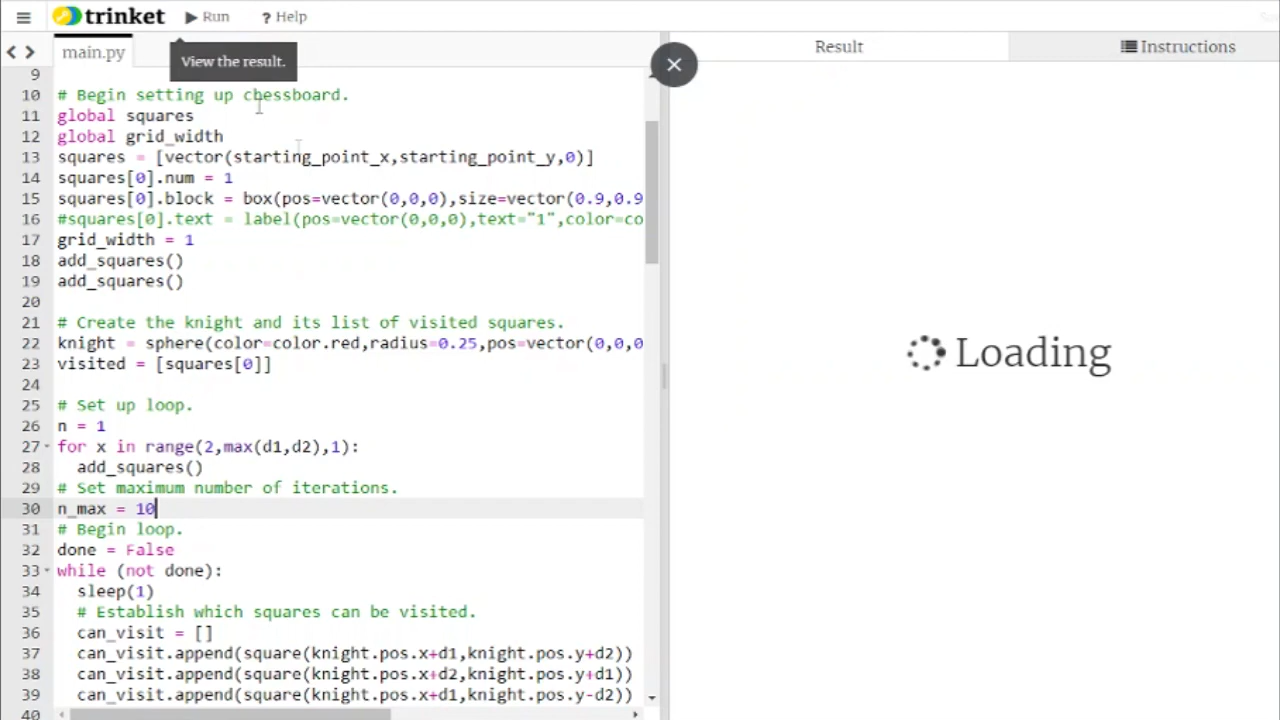 trinket Run ? Help
main.py
View the result.
Result
Instructions
9
10 # Begin setting up chessboard.
11 global squares
12 global grid_width
13 squares = [vector(starting_point_x,starting_point_y,0)]
14 squares[0].num = 1
15 squares[0].block = box(pos=vector(0,0,0),size=vector(0.9,0.9
16 #squares[0].text = label(pos=vector(0,0,0),text="1",color=co
17 grid_width = 1
18 add_squares()
19 add_squares()
20
21 # Create the knight and its list of visited squares.
22 knight = sphere(color=color.red,radius=0.25,pos=vector(0,0,0
23 visited = [squares[0]]
24
25 # Set up loop.
26 n = 1
27 for x in range(2,max(d1,d2),1):
28 add_squares()
29 # Set maximum number of iterations.
30 n_max = 10
31 # Begin loop.
32 done = False
33 while (not done):
34 sleep(1)
35 # Establish which squares can be visited.
36 can_visit = []
37 can_visit.append(square(knight.pos.x+d1,knight.pos.y+d2))
38 can_visit.append(square(knight.pos.x+d2,knight.pos.y+d1))
39 can_visit.append(square(knight.pos.x+d1,knight.pos.y-d2))
40
Loading